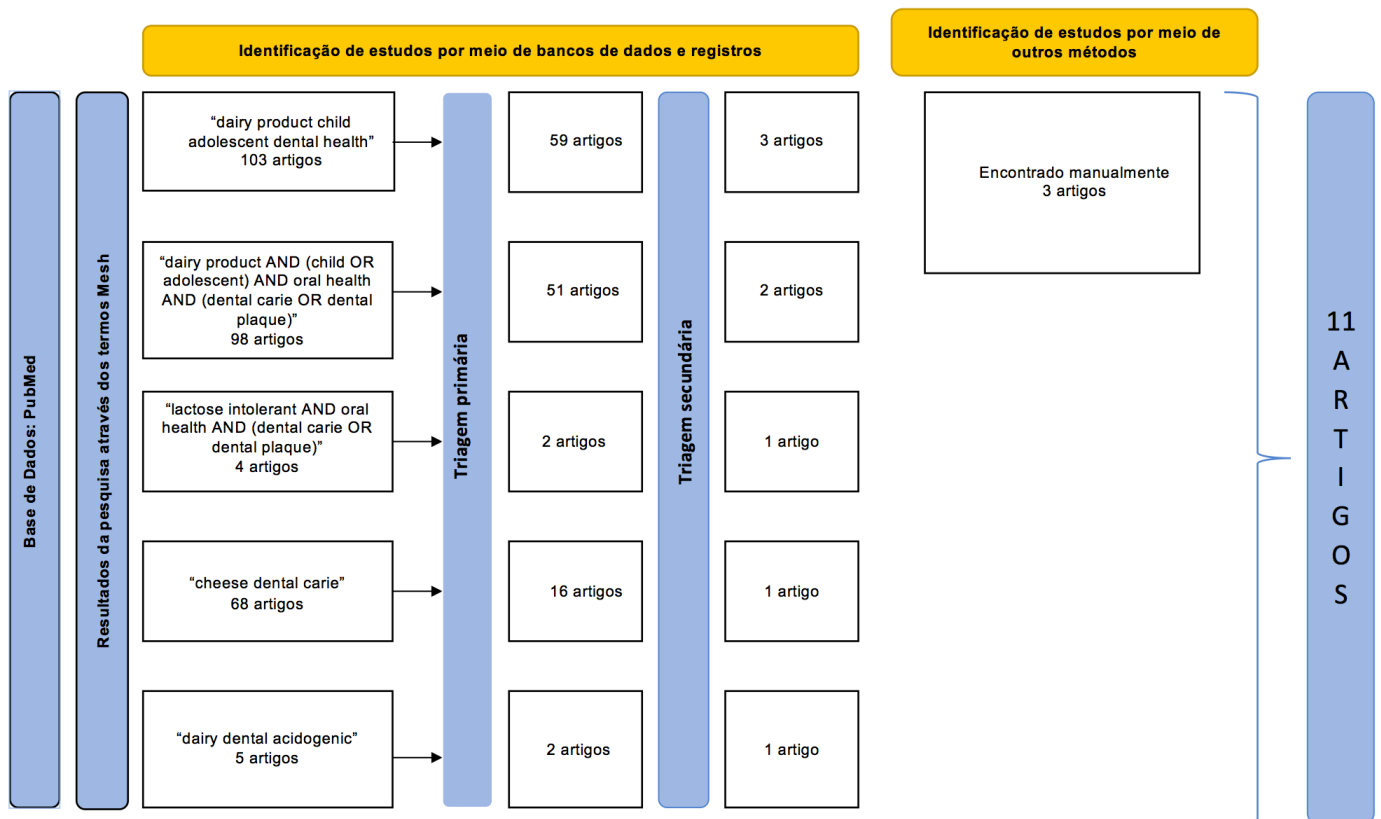 Identificação de estudos por meio de bancos de dados e registros
Identificação de estudos por meio de
outros métodos
Base de Dados: PubMed
Resultados da pesquisa através dos termos Mesh
“dairy product child
adolescent dental health”
103 artigos
“dairy product AND (child OR
adolescent) AND oral health
AND (dental carie OR dental
plaque)”
98 artigos
“lactose intolerant AND oral
health AND (dental carie OR
dental plaque)”
4 artigos
“cheese dental carie”
68 artigos
“dairy dental acidogenic”
5 artigos
Triagem primária
59 artigos
51 artigos
2 artigos
16 artigos
2 artigos
Triagem secundária
3 artigos
2 artigos
1 artigo
1 artigo
1 artigo
Encontrado manualmente
3 artigos
11
A
R
T
I
G
O
S